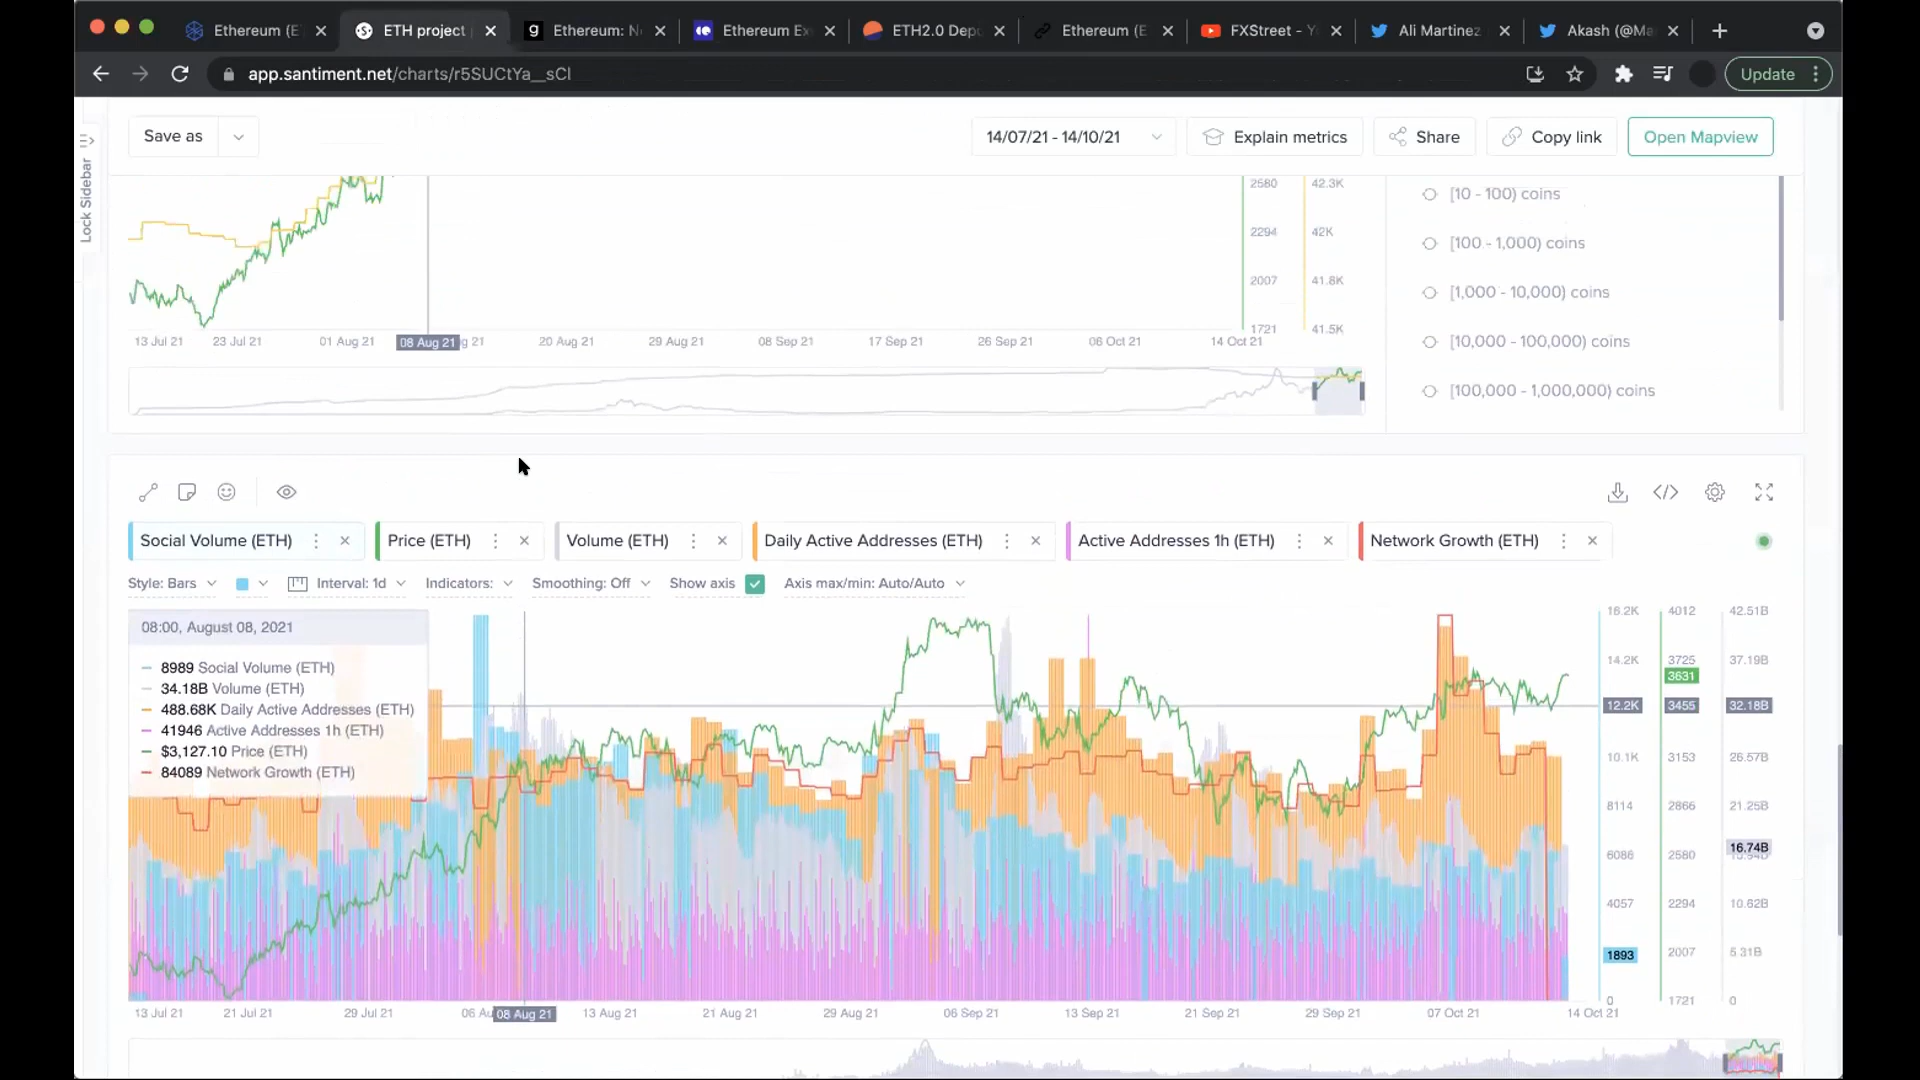 Ethereum (E
ETH project
Ethereum: N
Ethereum Ex
ETH2.0 Dep
Ethereum (E
FXStreet - Y
Ali Martinez
Akash (@Ma
app.santiment.net/charts/r5SUCtYa__sCl
Update
Lock Sidebar
Save as
14/07/21 - 14/10/21
Explain metrics
Share
Copy link
Open Mapview
2580 42.3K
2294 42K
2007 41.8K
1721 41.5K
[10 - 100) coins
[100 - 1,000) coins
[1,000 - 10,000) coins
[10,000 - 100,000) coins
[100,000 - 1,000,000) coins
13 Jul 21 23 Jul 21 01 Aug 21 08 Aug 21 g 21 20 Aug 21 29 Aug 21 08 Sep 21 17 Sep 21 26 Sep 21 06 Oct 21 14 Oct 21
Social Volume (ETH)
Price (ETH)
Volume (ETH)
Daily Active Addresses (ETH)
Active Addresses 1h (ETH)
Network Growth (ETH)
Style: Bars
Interval: 1d
Indicators:
Smoothing: Off
Show axis
Axis max/min: Auto/Auto
08:00, August 08, 2021
8989 Social Volume (ETH)
34.18B Volume (ETH)
488.68K Daily Active Addresses (ETH)
41946 Active Addresses 1h (ETH)
$3,127.10 Price (ETH)
84089 Network Growth (ETH)
16.2K 4012 42.51B
14.2K 3725 37.19B
3631
12.2K 3455 32.18B
10.1K 3153 26.57B
8114 2866 21.25B
16.74B
6086 2580
4057 2294 10.62B
1893 2007 5.31B
0 1721 0
13 Jul 21 21 Jul 21 29 Jul 21 06 Au 08 Aug 21 13 Aug 21 21 Aug 21 29 Aug 21 06 Sep 21 13 Sep 21 21 Sep 21 29 Sep 21 07 Oct 21 14 Oct 21